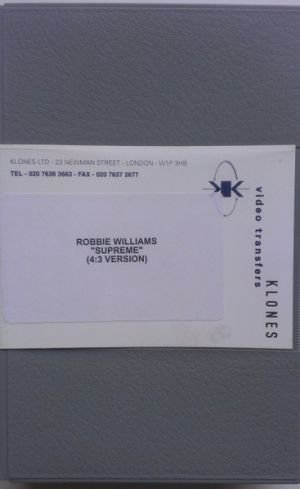 KLONES LTD - 23 NEWMAN STREET - LONDON - W1P 3HB
TEL - 020 7636 3663 - FAX - 020 7637 2677
ROBBIE WILLIAMS
"SUPREME"
(4:3 VERSION)
KLONES
video transfers